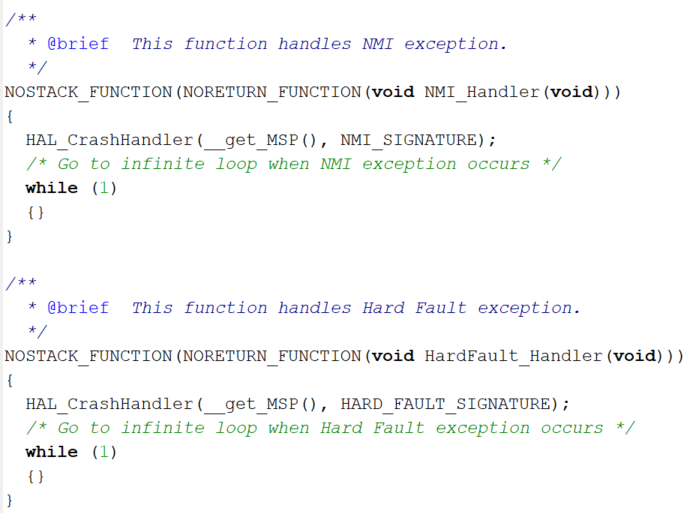 /**
  * @brief  This function handles NMI exception.
  */
NOSTACK_FUNCTION(NORETURN_FUNCTION(void NMI_Handler(void)))
{
  HAL_CrashHandler(__get_MSP(), NMI_SIGNATURE);
  /* Go to infinite loop when NMI exception occurs */
  while (1)
  {}
}

/**
  * @brief  This function handles Hard Fault exception.
  */
NOSTACK_FUNCTION(NORETURN_FUNCTION(void HardFault_Handler(void)))
{
  HAL_CrashHandler(__get_MSP(), HARD_FAULT_SIGNATURE);
  /* Go to infinite loop when Hard Fault exception occurs */
  while (1)
  {}
}